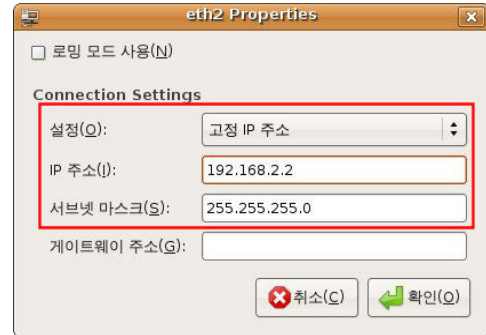 eth2 Properties
로밍 모드 사용(N)
Connection Settings
설정(O): 고정 IP 주소
IP 주소(I): 192.168.2.2
서브넷 마스크(S): 255.255.255.0
게이트웨이 주소(G):
취소(C) 확인(O)